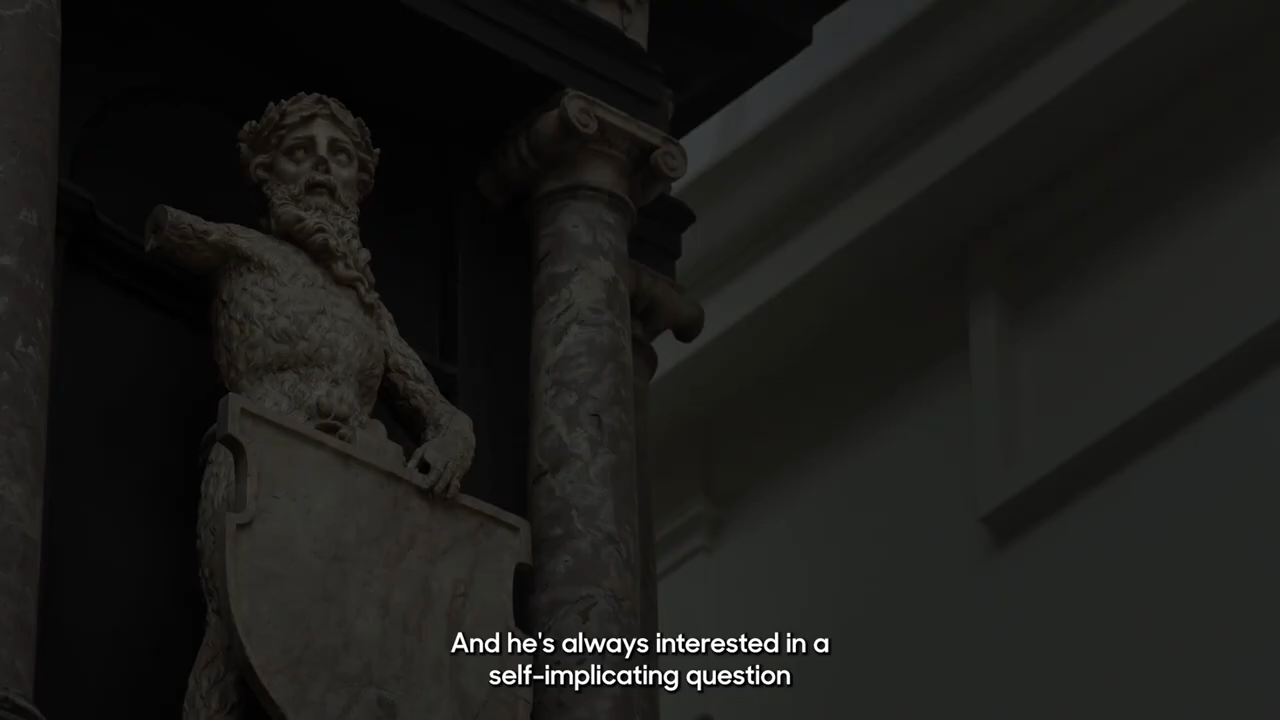 And he's always interested in a
self-implicating question